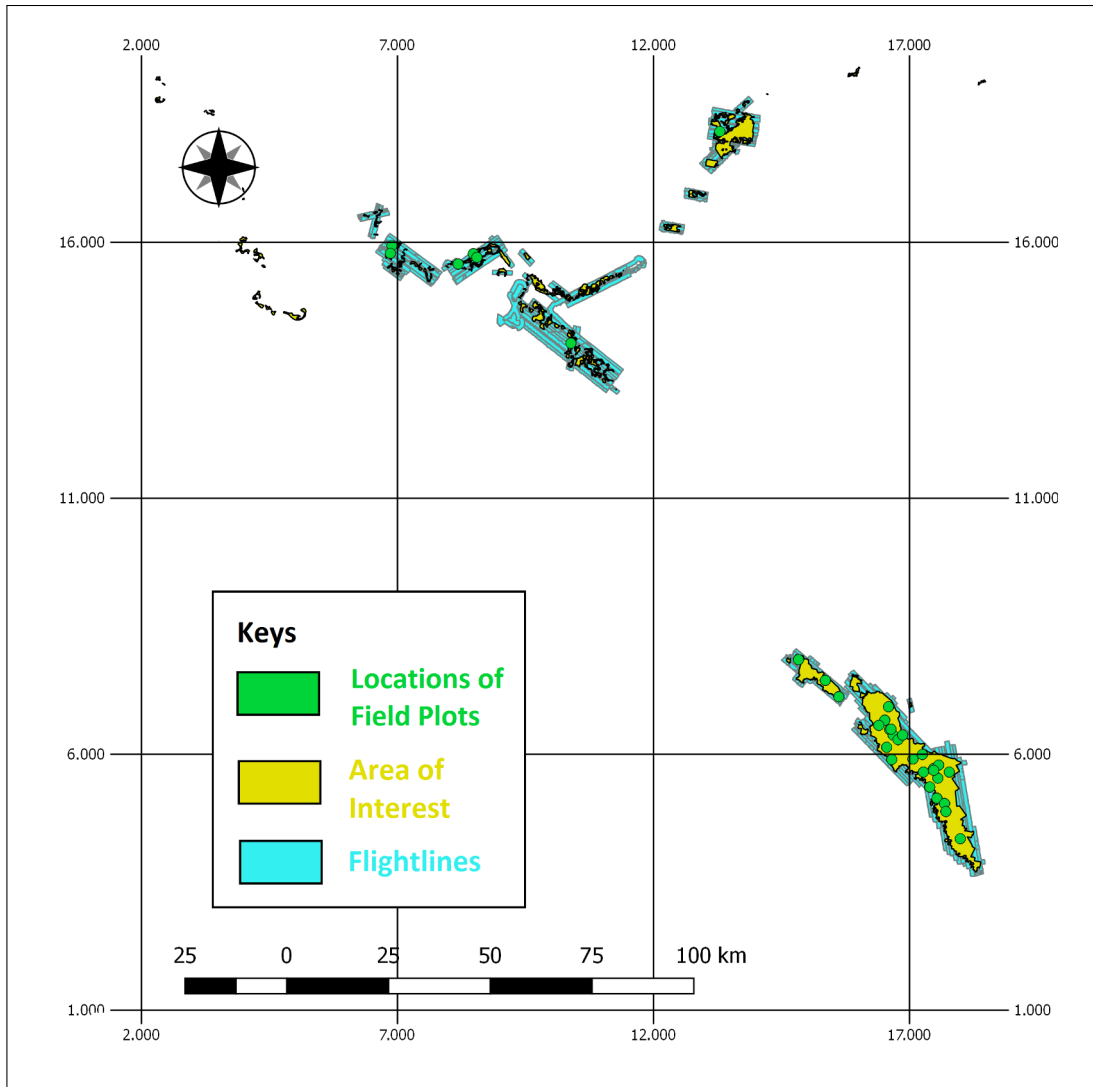 2.000 7.000 12.000 17.000
16.000 16.000
11.000 11.000
Keys
Locations of
Field Plots
Area of
Interest
Flightlines
6.000 6.000
25 0 25 50 75 100 km
1.000 1.000
2.000 7.000 12.000 17.000